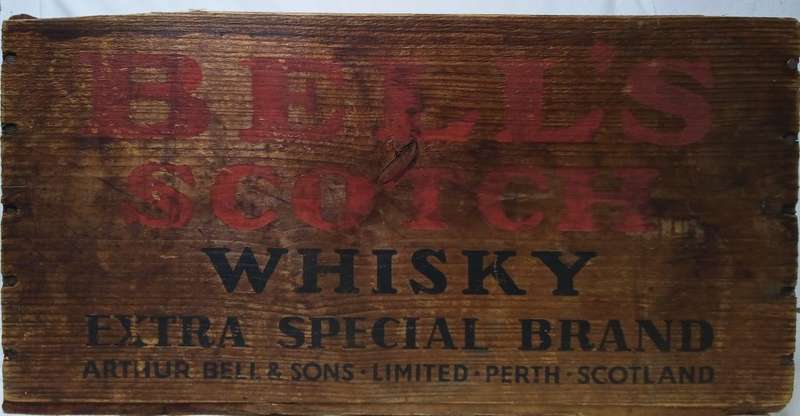 BELL'S
SCOTCH
WHISKY
EXTRA SPECIAL BRAND
ARTHUR BELL & SONS · LIMITED · PERTH · SCOTLAND